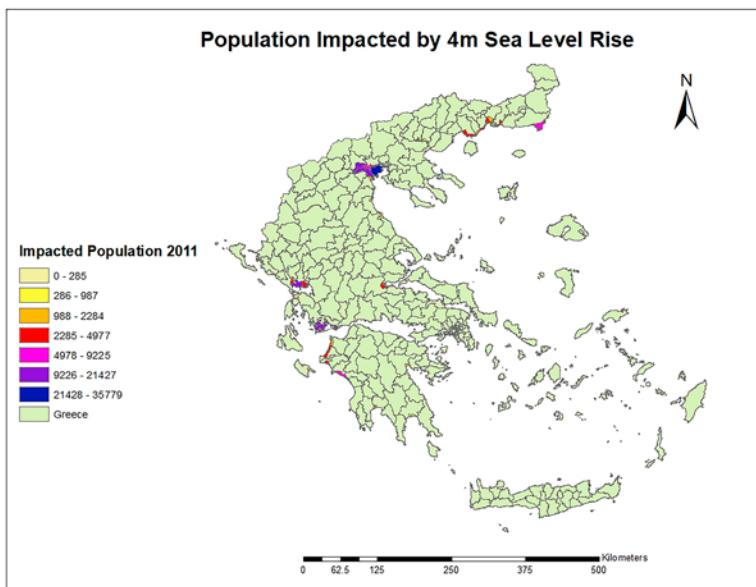 Population Impacted by 4m Sea Level Rise
N
Impacted Population 2011
0 - 285
286 - 987
988 - 2284
2285 - 4977
4978 - 9225
9226 - 21427
21428 - 35779
Greece
Kilometers
0 62.5 125 250 375 500